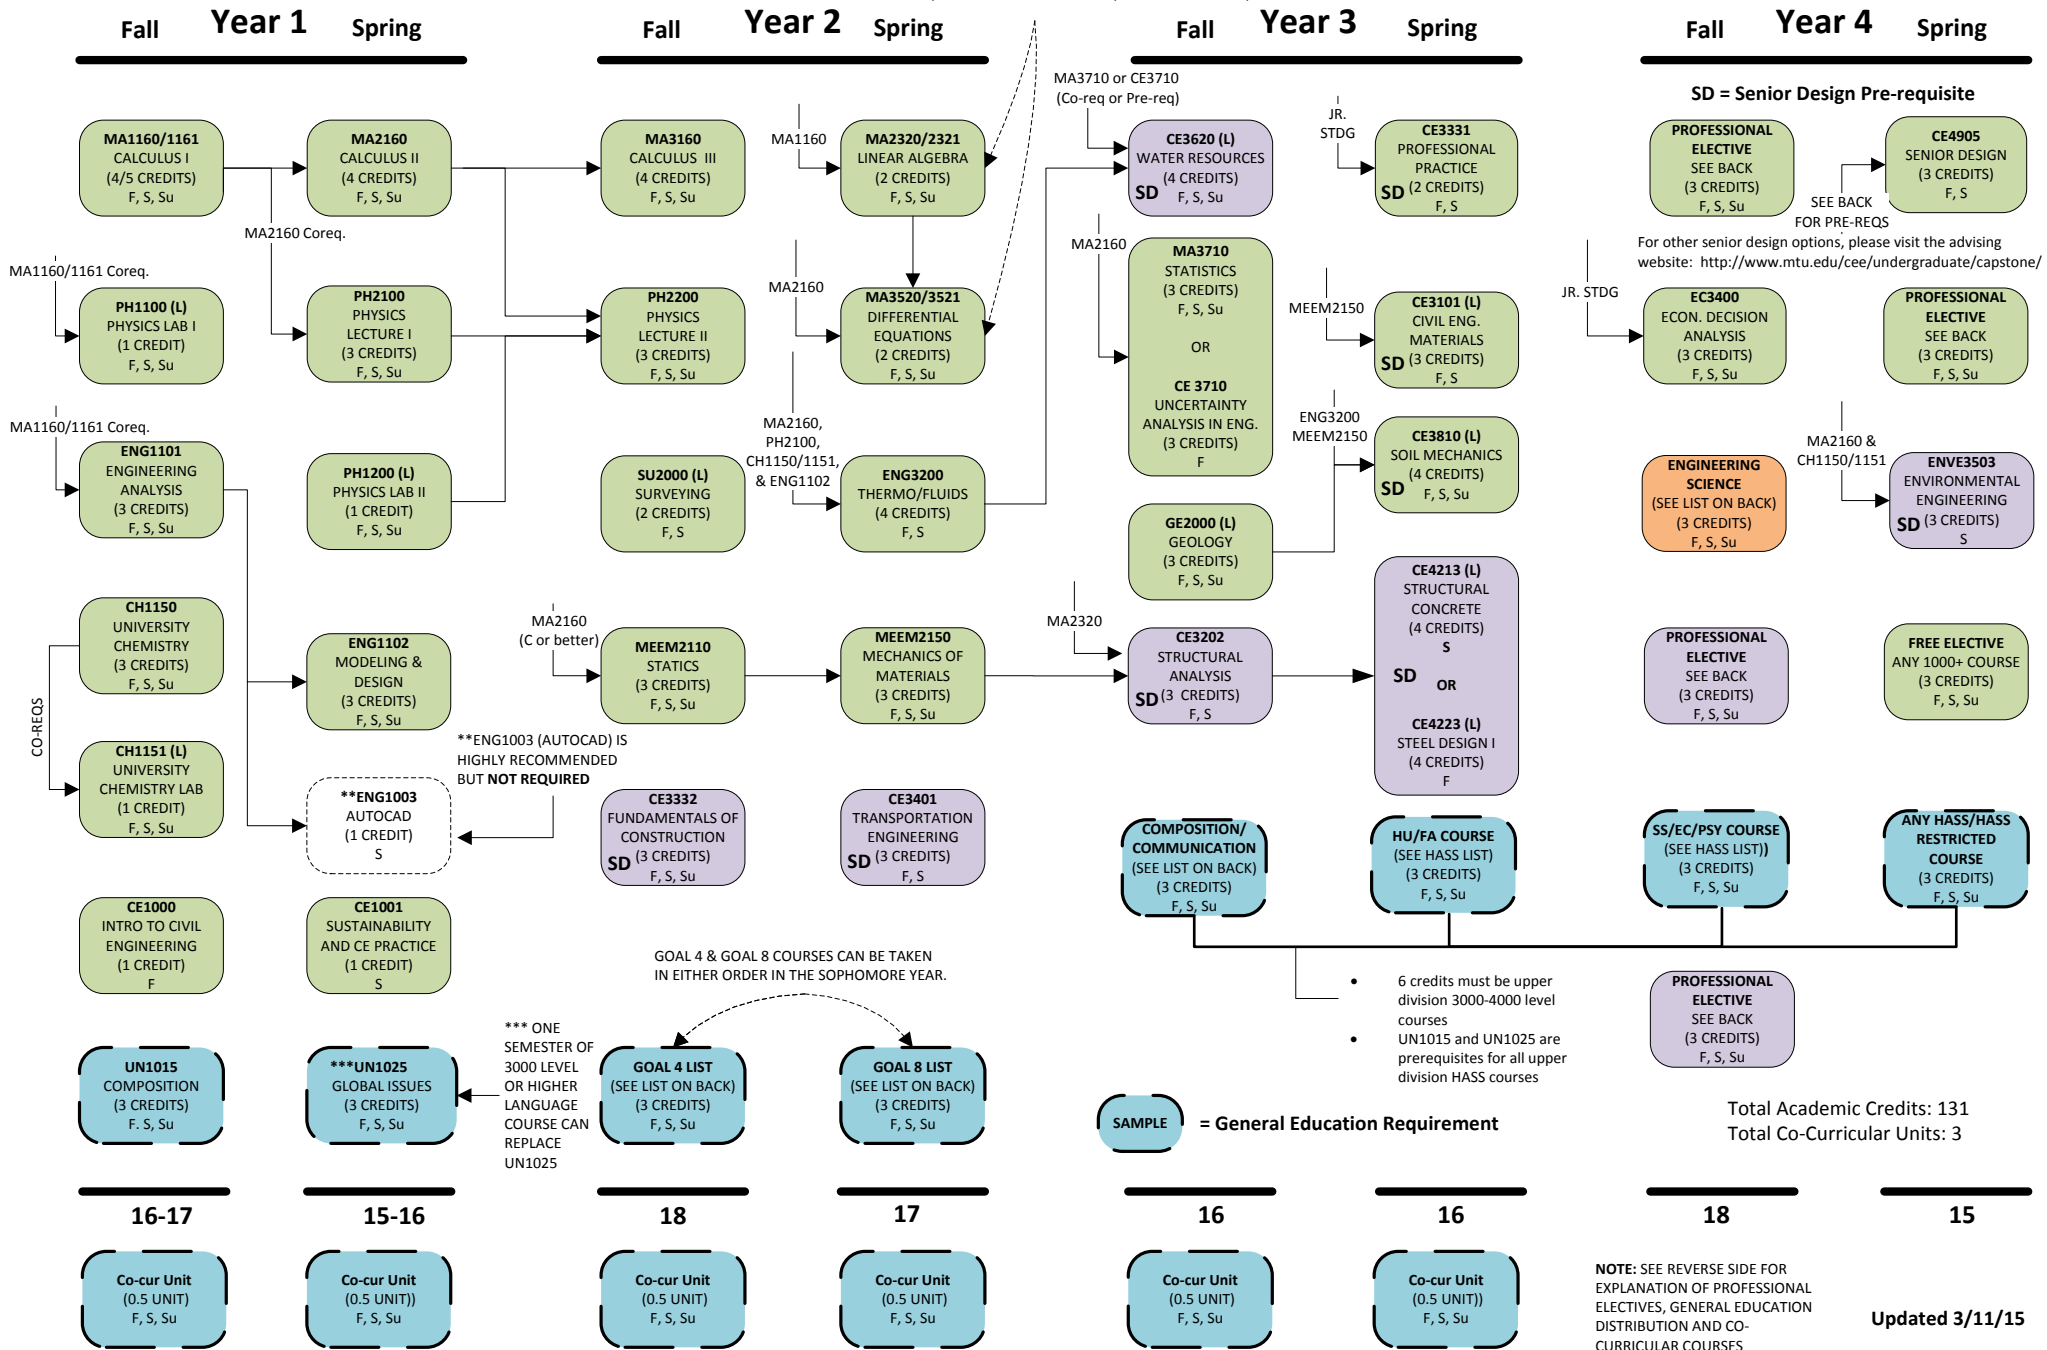 Year 1
Fall
Spring
Year 2
Fall
Spring
Year 3
Fall
Spring
Year 4
Fall
Spring
MA1160/1161
CALCULUS I
(4/5 CREDITS)
F, S, Su
MA1160/1161 Coreq.
PH1100 (L)
PHYSICS LAB I
(1 CREDIT)
F, S, Su
MA1160/1161 Coreq.
ENG1101
ENGINEERING
ANALYSIS
(3 CREDITS)
F, S, Su
CH1150
UNIVERSITY
CHEMISTRY
(3 CREDITS)
F, S, Su
CO-REQS
CH1151 (L)
UNIVERSITY
CHEMISTRY LAB
(1 CREDIT)
F, S, Su
CE1000
INTRO TO CIVIL
ENGINEERING
(1 CREDIT)
F
UN1015
COMPOSITION
(3 CREDITS)
F. S, Su
16-17
Co-cur Unit
(0.5 UNIT)
F, S, Su
MA2160
CALCULUS II
(4 CREDITS)
F, S, Su
MA2160 Coreq.
PH2100
PHYSICS
LECTURE I
(3 CREDITS)
F, S, Su
PH1200 (L)
PHYSICS LAB II
(1 CREDIT)
F, S, Su
ENG1102
MODELING &
DESIGN
(3 CREDITS)
F, S, Su
**ENG1003 (AUTOCAD) IS
HIGHLY RECOMMENDED
BUT NOT REQUIRED
**ENG1003
AUTOCAD
(1 CREDIT)
S
CE1001
SUSTAINABILITY
AND CE PRACTICE
(1 CREDIT)
S
***UN1025
GLOBAL ISSUES
(3 CREDITS)
F, S, Su
*** ONE
SEMESTER OF
3000 LEVEL
OR HIGHER
LANGUAGE
COURSE CAN
REPLACE
UN1025
15-16
Co-cur Unit
(0.5 UNIT))
F, S, Su
MA3160
CALCULUS III
(4 CREDITS)
F, S, Su
PH2200
PHYSICS
LECTURE II
(3 CREDITS)
F, S, Su
SU2000 (L)
SURVEYING
(2 CREDITS)
F, S
MA2160
(C or better)
MEEM2110
STATICS
(3 CREDITS)
F, S, Su
CE3332
FUNDAMENTALS OF
CONSTRUCTION
SD (3 CREDITS)
F, S, Su
GOAL 4 & GOAL 8 COURSES CAN BE TAKEN
IN EITHER ORDER IN THE SOPHOMORE YEAR.
GOAL 4 LIST
(SEE LIST ON BACK)
(3 CREDITS)
F, S, Su
18
Co-cur Unit
(0.5 UNIT)
F, S, Su
MA1160
MA2320/2321
LINEAR ALGEBRA
(2 CREDITS)
F, S, Su
MA2160
MA3520/3521
DIFFERENTIAL
EQUATIONS
(2 CREDITS)
F, S, Su
MA2160,
PH2100,
CH1150/1151,
& ENG1102
ENG3200
THERMO/FLUIDS
(4 CREDITS)
F, S
MEEM2150
MECHANICS OF
MATERIALS
(3 CREDITS)
F, S, Su
CE3401
TRANSPORTATION
ENGINEERING
SD (3 CREDITS)
F, S
GOAL 8 LIST
(SEE LIST ON BACK)
(3 CREDITS)
F, S, Su
17
Co-cur Unit
(0.5 UNIT)
F, S, Su
MA3710 or CE3710
(Co-req or Pre-req)
CE3620 (L)
WATER RESOURCES
(4 CREDITS)
SD F, S, Su
MA2160
MA3710
STATISTICS
(3 CREDITS)
F, S, Su
OR
CE 3710
UNCERTAINTY
ANALYSIS IN ENG.
(3 CREDITS)
F
GE2000 (L)
GEOLOGY
(3 CREDITS)
F, S, Su
MA2320
CE3202
STRUCTURAL
ANALYSIS
SD (3 CREDITS)
F, S
COMPOSITION/
COMMUNICATION
(SEE LIST ON BACK)
(3 CREDITS)
F, S, Su
16
Co-cur Unit
(0.5 UNIT)
F, S, Su
JR.
STDG
CE3331
PROFESSIONAL
PRACTICE
SD (2 CREDITS)
F, S
MEEM2150
CE3101 (L)
CIVIL ENG.
MATERIALS
SD (3 CREDITS)
F, S
ENG3200
MEEM2150
CE3810 (L)
SOIL MECHANICS
(4 CREDITS)
SD F, S, Su
CE4213 (L)
STRUCTURAL
CONCRETE
(4 CREDITS)
S
SD
OR
CE4223 (L)
STEEL DESIGN I
(4 CREDITS)
F
HU/FA COURSE
(SEE HASS LIST)
(3 CREDITS)
F, S, Su
• 6 credits must be upper
division 3000-4000 level
courses
• UN1015 and UN1025 are
prerequisites for all upper
division HASS courses
SAMPLE
= General Education Requirement
16
Co-cur Unit
(0.5 UNIT))
F, S, Su
SD = Senior Design Pre-requisite
PROFESSIONAL
ELECTIVE
SEE BACK
(3 CREDITS)
F, S, Su
SEE BACK
FOR PRE-REQS
CE4905
SENIOR DESIGN
(3 CREDITS)
F, S
For other senior design options, please visit the advising
website: http://www.mtu.edu/cee/undergraduate/capstone/
JR. STDG
EC3400
ECON. DECISION
ANALYSIS
(3 CREDITS)
F, S, Su
PROFESSIONAL
ELECTIVE
SEE BACK
(3 CREDITS)
F, S, Su
ENGINEERING
SCIENCE
(SEE LIST ON BACK)
(3 CREDITS)
F, S, Su
MA2160 &
CH1150/1151
ENVE3503
ENVIRONMENTAL
ENGINEERING
SD (3 CREDITS)
S
PROFESSIONAL
ELECTIVE
SEE BACK
(3 CREDITS)
F, S, Su
FREE ELECTIVE
ANY 1000+ COURSE
(3 CREDITS)
F, S, Su
SS/EC/PSY COURSE
(SEE HASS LIST))
(3 CREDITS)
F, S, Su
ANY HASS/HASS
RESTRICTED
COURSE
(3 CREDITS)
F, S, Su
PROFESSIONAL
ELECTIVE
SEE BACK
(3 CREDITS)
F, S, Su
Total Academic Credits: 131
Total Co-Curricular Units: 3
18
15
NOTE: SEE REVERSE SIDE FOR
EXPLANATION OF PROFESSIONAL
ELECTIVES, GENERAL EDUCATION
DISTRIBUTION AND CO-
CURRICULAR COURSES
Updated 3/11/15